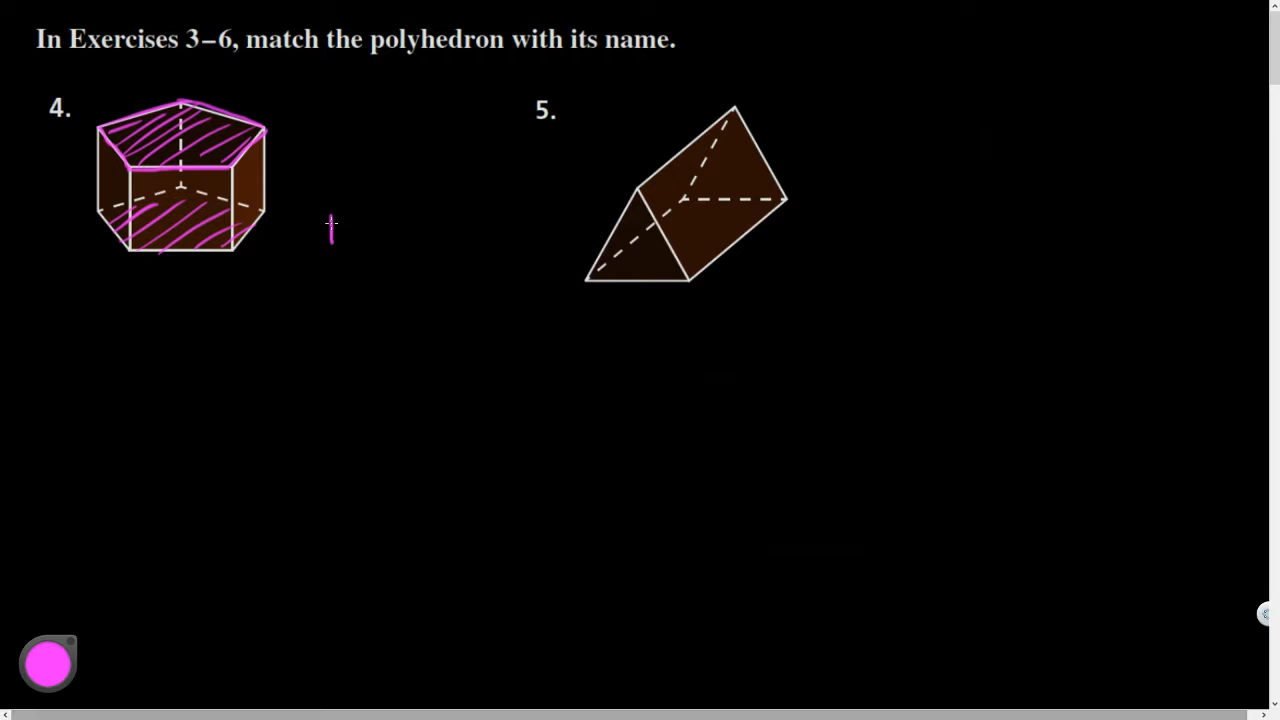 In Exercises 3–6, match the polyhedron with its name.
4.
5.